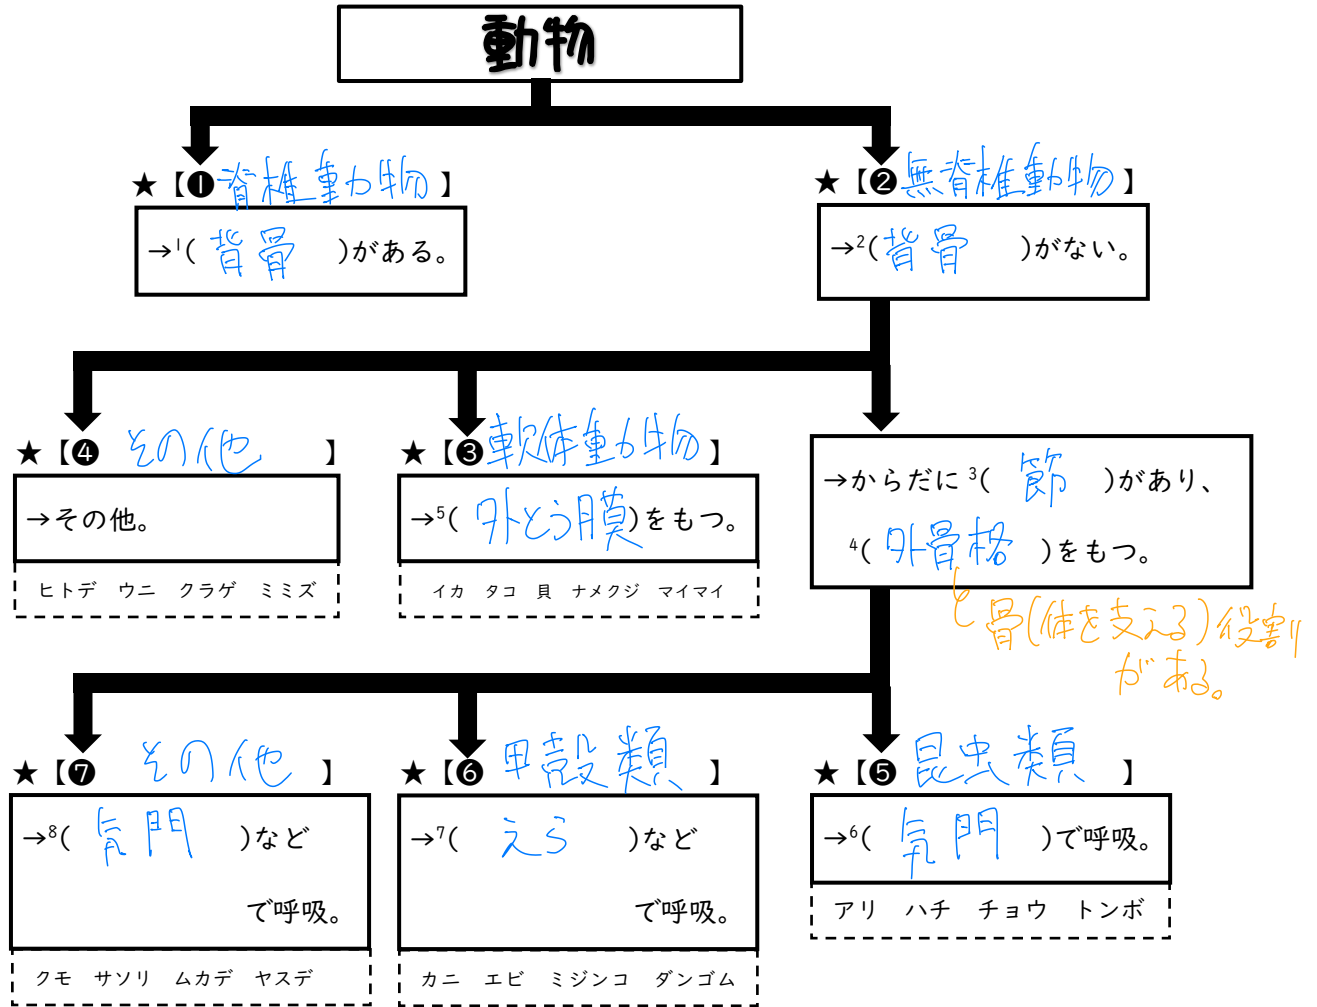 動物
★【❶脊椎動物】
→¹(背骨)がある。
★【❷無脊椎動物】
→²(背骨)がない。
★【❹その他】
→その他。
ヒトデ ウニ クラゲ ミミズ
★【❸軟体動物】
→⁵(外とう膜)をもつ。
イカ タコ 貝 ナメクジ マイマイ
→からだに³(節)があり、
⁴(外骨格)をもつ。
骨(体を支える)役割
がある。
★【❼その他】
→⁸(気門)など
で呼吸。
クモ サソリ ムカデ ヤスデ
★【❻甲殻類】
→⁷(えら)など
で呼吸。
カニ エビ ミジンコ ダンゴム
★【❺昆虫類】
→⁶(気門)で呼吸。
アリ ハチ チョウ トンボ